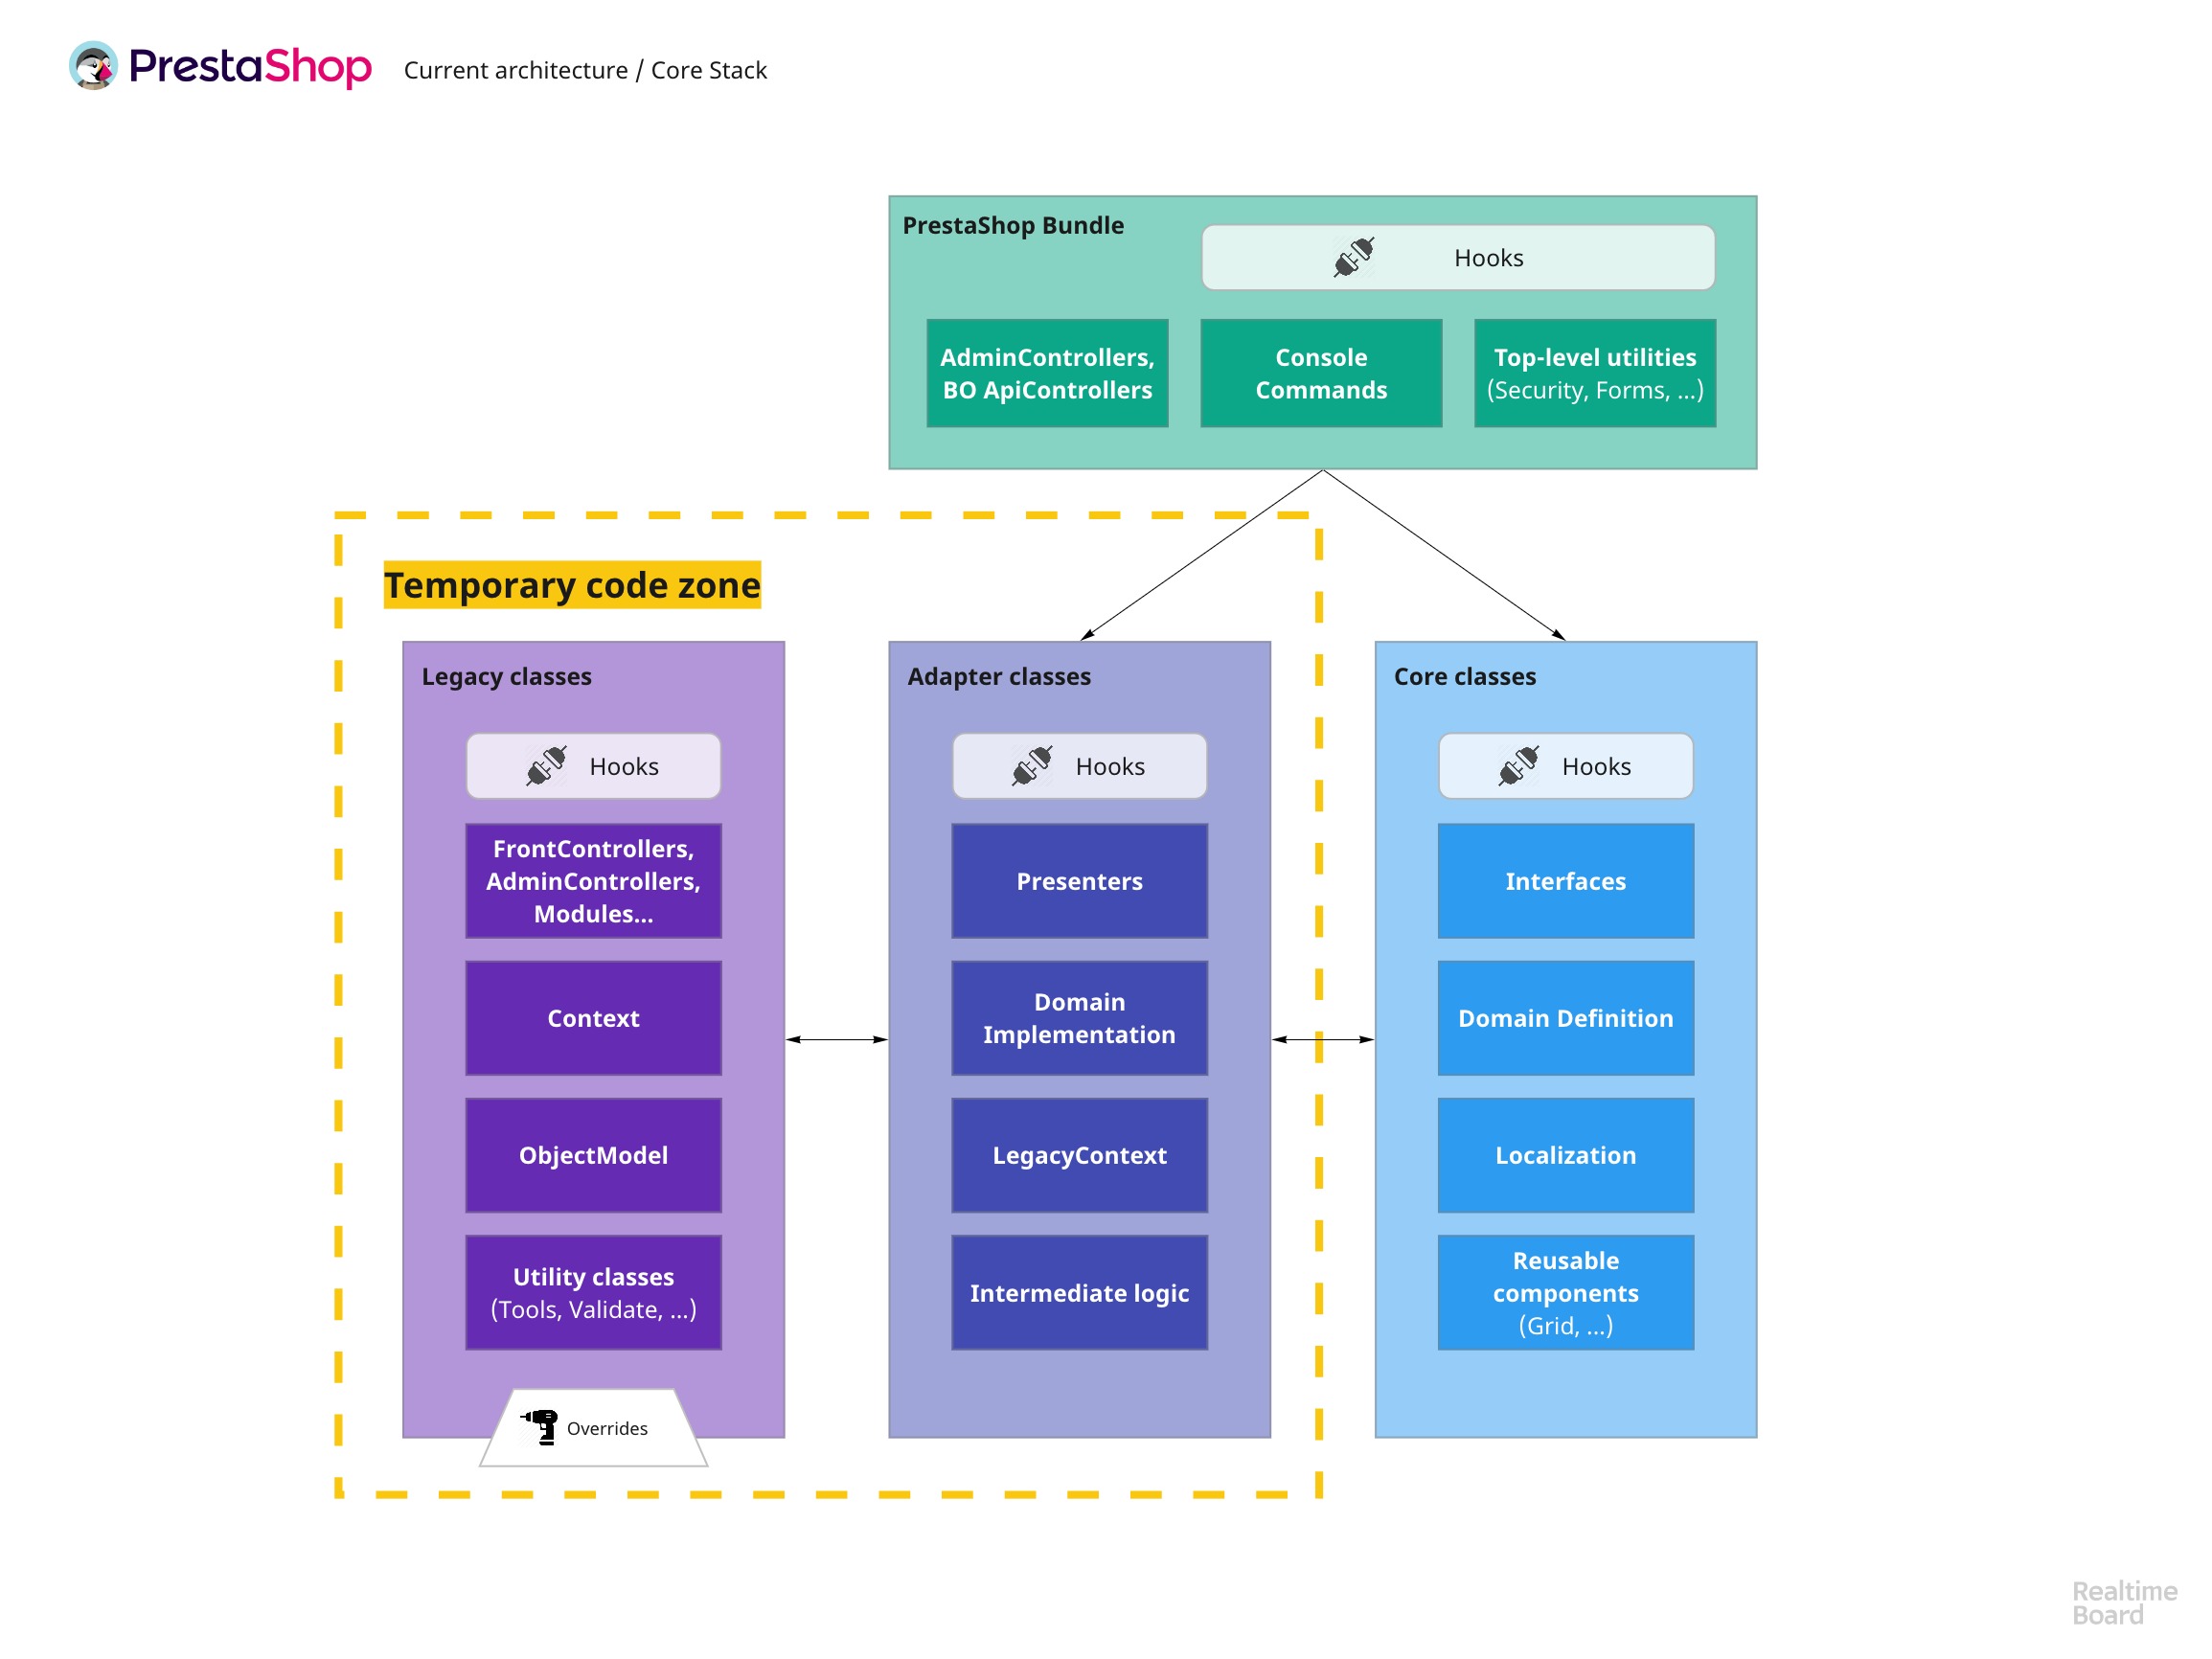 PrestaShop
Current architecture / Core Stack
PrestaShop Bundle
Hooks
AdminControllers,
BO ApiControllers
Console
Commands
Top-level utilities
(Security, Forms, ...)
Temporary code zone
Legacy classes
Hooks
FrontControllers,
AdminControllers,
Modules...
Context
ObjectModel
Utility classes
(Tools, Validate, ...)
Overrides
Adapter classes
Hooks
Presenters
Domain
Implementation
LegacyContext
Intermediate logic
Core classes
Hooks
Interfaces
Domain Definition
Localization
Reusable
components
(Grid, ...)
Realtime
Board